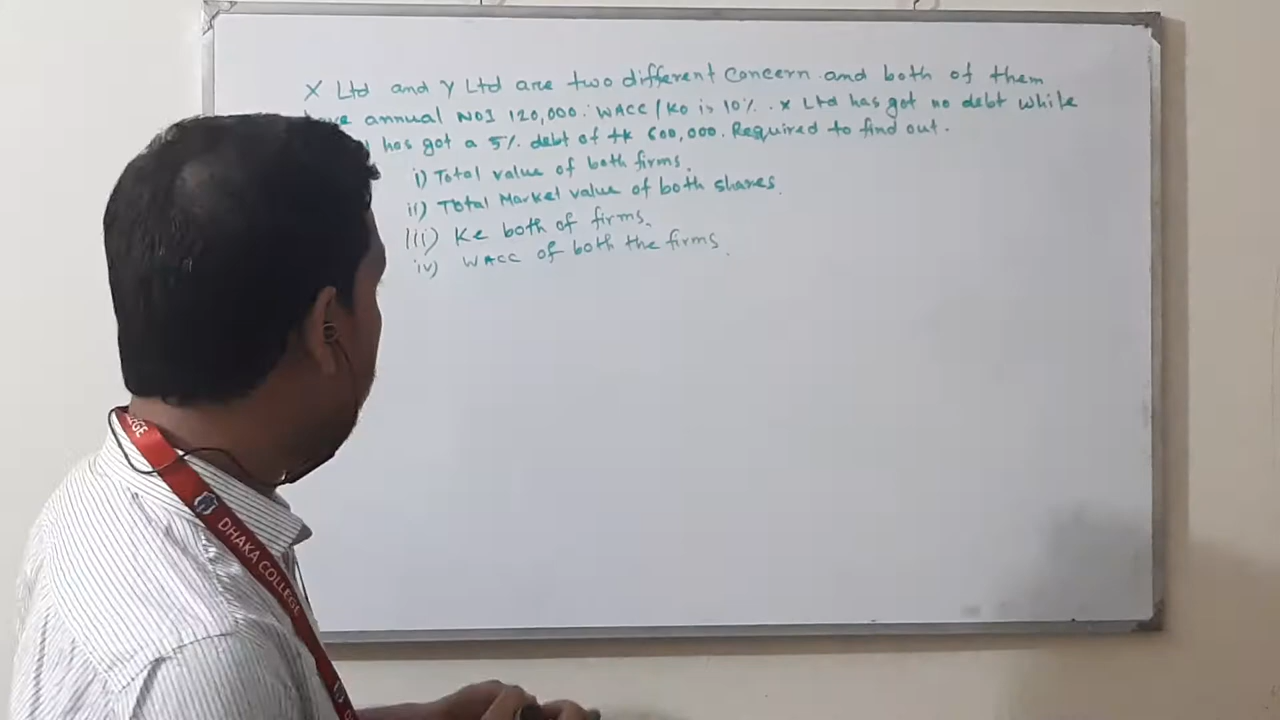 X Ltd and Y Ltd are two different concern and both of them
annual NOI 120,000. WACC/Ko is 10%. X Ltd has got no debt while
has got a 5% debt of tk 600,000. Required to find out.
i) Total value of both firms.
ii) Total Market value of both shares.
iii) Ke both of firms.
iv) WACC of both the firms.
EGE
DHAKA COLLEGE